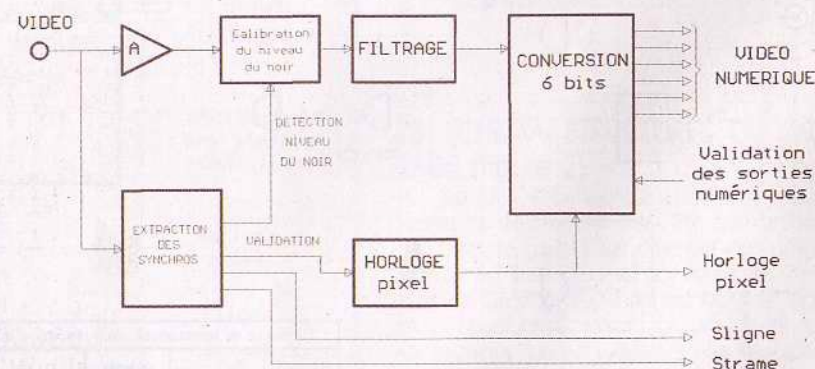 VIDEO
A
Calibration
du niveau
du noir
FILTRAGE
CONVERSION
6 bits
VIDEO
NUMERIQUE
DETECTION
NIVEAU
DU NOIR
Validation
des sorties
numériques
EXTRACTION
DES
SYNCHROS
VALIDATION
HORLOGE
pixel
Horloge
pixel
Sligne
Strame